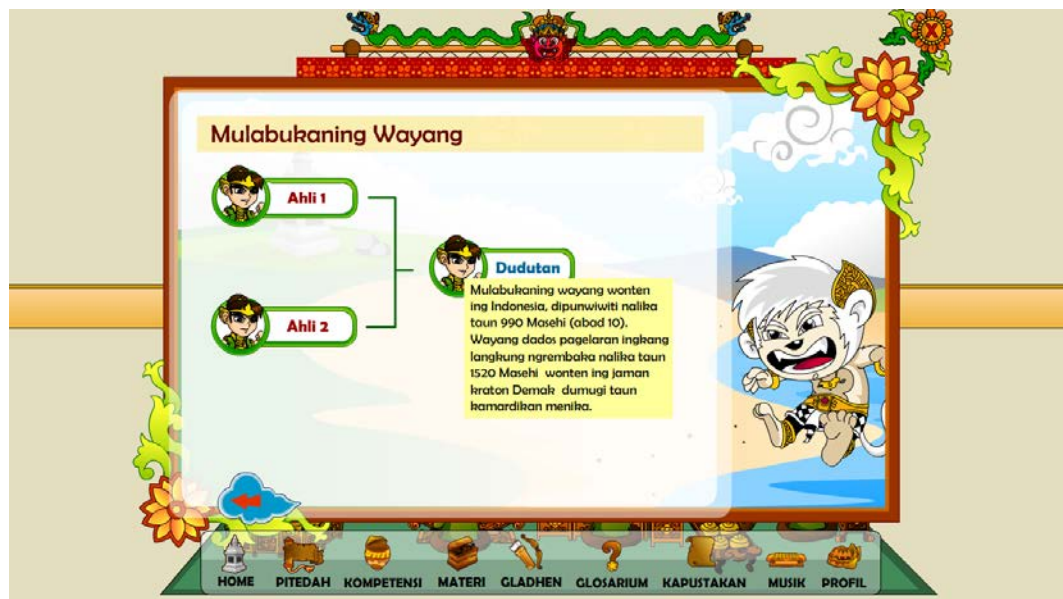 X
Mulabukaning Wayang
Ahli 1
Ahli 2
Dudutan
Mulabukaning wayang wonten
ing Indonesia, dipunwiwiti nalika
taun 990 Masehi (abad 10).
Wayang dados pagelaran ingkang
langkung ngrembaka nalika taun
1520 Masehi wonten ing jaman
kraton Demak dumugi taun
kamardikan menika.
HOME PITEDAH KOMPETENSI MATERI GLADHEN GLOSARIUM KAPUSTAKAN MUSIK PROFIL